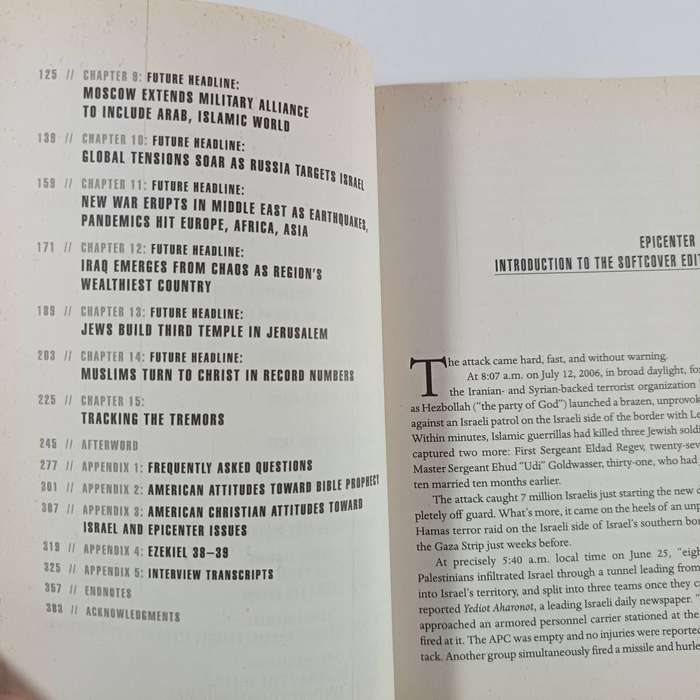 125 // CHAPTER 9: FUTURE HEADLINE:
MOSCOW EXTENDS MILITARY ALLIANCE
TO INCLUDE ARAB, ISLAMIC WORLD
139 // CHAPTER 10: FUTURE HEADLINE:
GLOBAL TENSIONS SOAR AS RUSSIA TARGETS ISRAEL
159 // CHAPTER 11: FUTURE HEADLINE:
NEW WAR ERUPTS IN MIDDLE EAST AS EARTHQUAKES,
PANDEMICS HIT EUROPE, AFRICA, ASIA
171 // CHAPTER 12: FUTURE HEADLINE:
IRAQ EMERGES FROM CHAOS AS REGION'S
WEALTHIEST COUNTRY
189 // CHAPTER 13: FUTURE HEADLINE:
JEWS BUILD THIRD TEMPLE IN JERUSALEM
203 // CHAPTER 14: FUTURE HEADLINE:
MUSLIMS TURN TO CHRIST IN RECORD NUMBERS
225 // CHAPTER 15:
TRACKING THE TREMORS
245 // AFTERWORD
277 // APPENDIX 1: FREQUENTLY ASKED QUESTIONS
301 // APPENDIX 2: AMERICAN ATTITUDES TOWARD BIBLE PROPHECY
307 // APPENDIX 3: AMERICAN CHRISTIAN ATTITUDES TOWARD
ISRAEL AND EPICENTER ISSUES
319 // APPENDIX 4: EZEKIEL 38–39
325 // APPENDIX 5: INTERVIEW TRANSCRIPTS
357 // ENDNOTES
383 // ACKNOWLEDGMENTS
EPICENTER
INTRODUCTION TO THE SOFTCOVER EDIT
The attack came hard, fast, and without warning.
At 8:07 a.m. on July 12, 2006, in broad daylight, fo
the Iranian- and Syrian-backed terrorist organization
as Hezbollah ("the party of God") launched a brazen, unprovok
against an Israeli patrol on the Israeli side of the border with Le
Within minutes, Islamic guerrillas had killed three Jewish soldi
captured two more: First Sergeant Eldad Regev, twenty-sev
Master Sergeant Ehud "Udi" Goldwasser, thirty-one, who had
ten married ten months earlier.
The attack caught 7 million Israelis just starting the new d
pletely off guard. What's more, it came on the heels of an unp
Hamas terror raid on the Israeli side of Israel's southern bor
the Gaza Strip just weeks before.
At precisely 5:40 a.m. local time on June 25, "eigh
Palestinians infiltrated Israel through a tunnel leading from
into Israel's territory, and split into three teams once they c
reported Yediot Aharonot, a leading Israeli daily newspaper. "
approached an armored personnel carrier stationed at the
fired at it. The APC was empty and no injuries were reported
tack. Another group simultaneously fired a missile and hurle